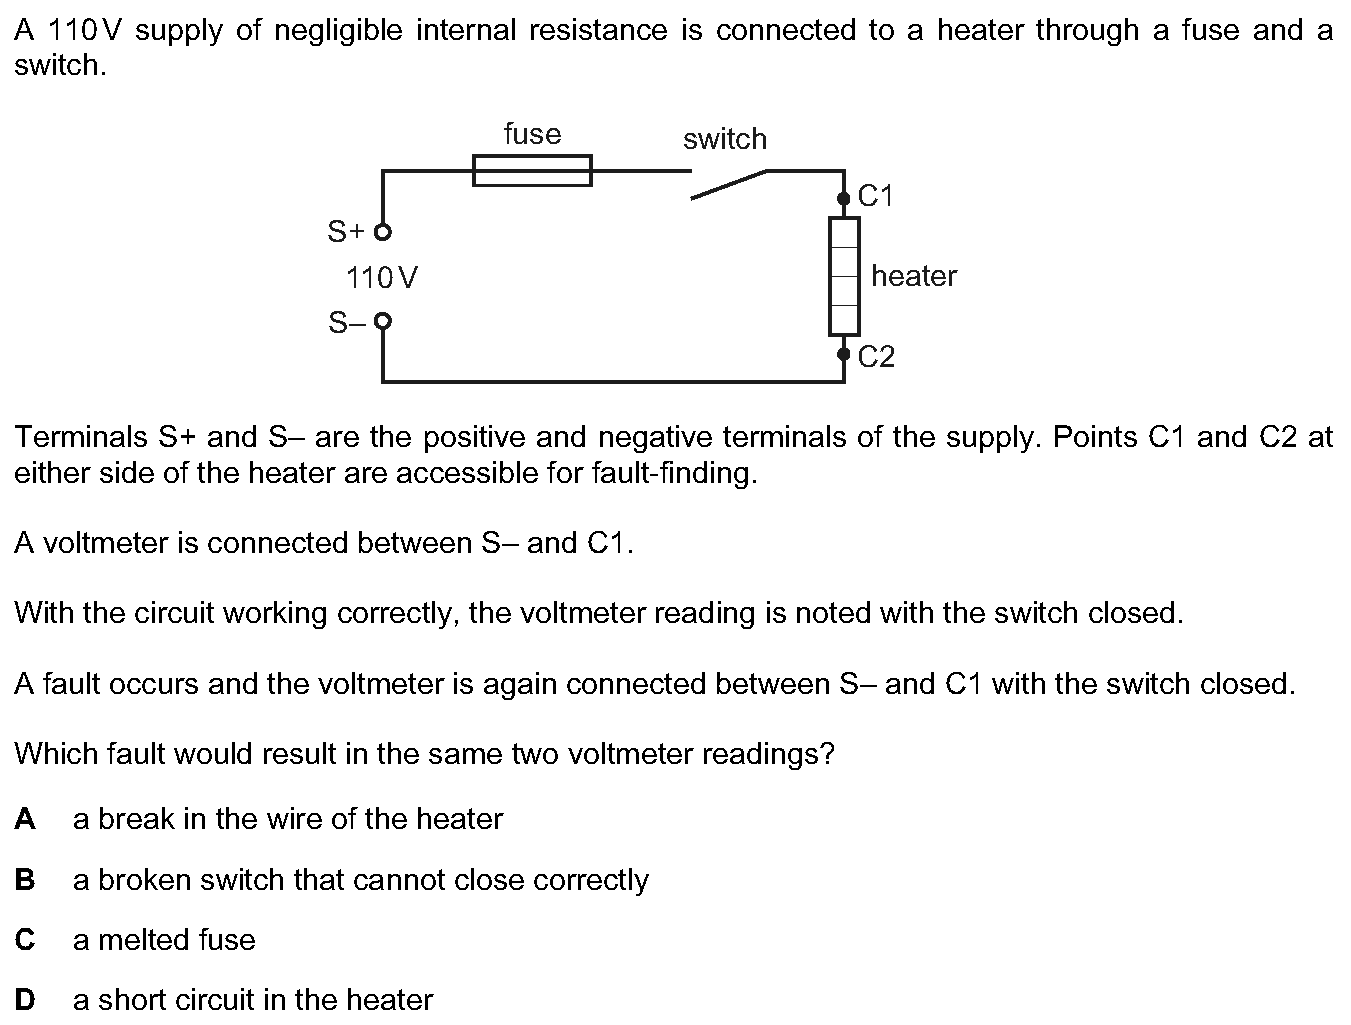 A 110 V supply of negligible internal resistance is connected to a heater through a fuse and a
switch.
fuse
switch
C1
S+
110 V
heater
S–
C2
Terminals S+ and S– are the positive and negative terminals of the supply. Points C1 and C2 at
either side of the heater are accessible for fault-finding.
A voltmeter is connected between S– and C1.
With the circuit working correctly, the voltmeter reading is noted with the switch closed.
A fault occurs and the voltmeter is again connected between S– and C1 with the switch closed.
Which fault would result in the same two voltmeter readings?
A a break in the wire of the heater
B a broken switch that cannot close correctly
C a melted fuse
D a short circuit in the heater